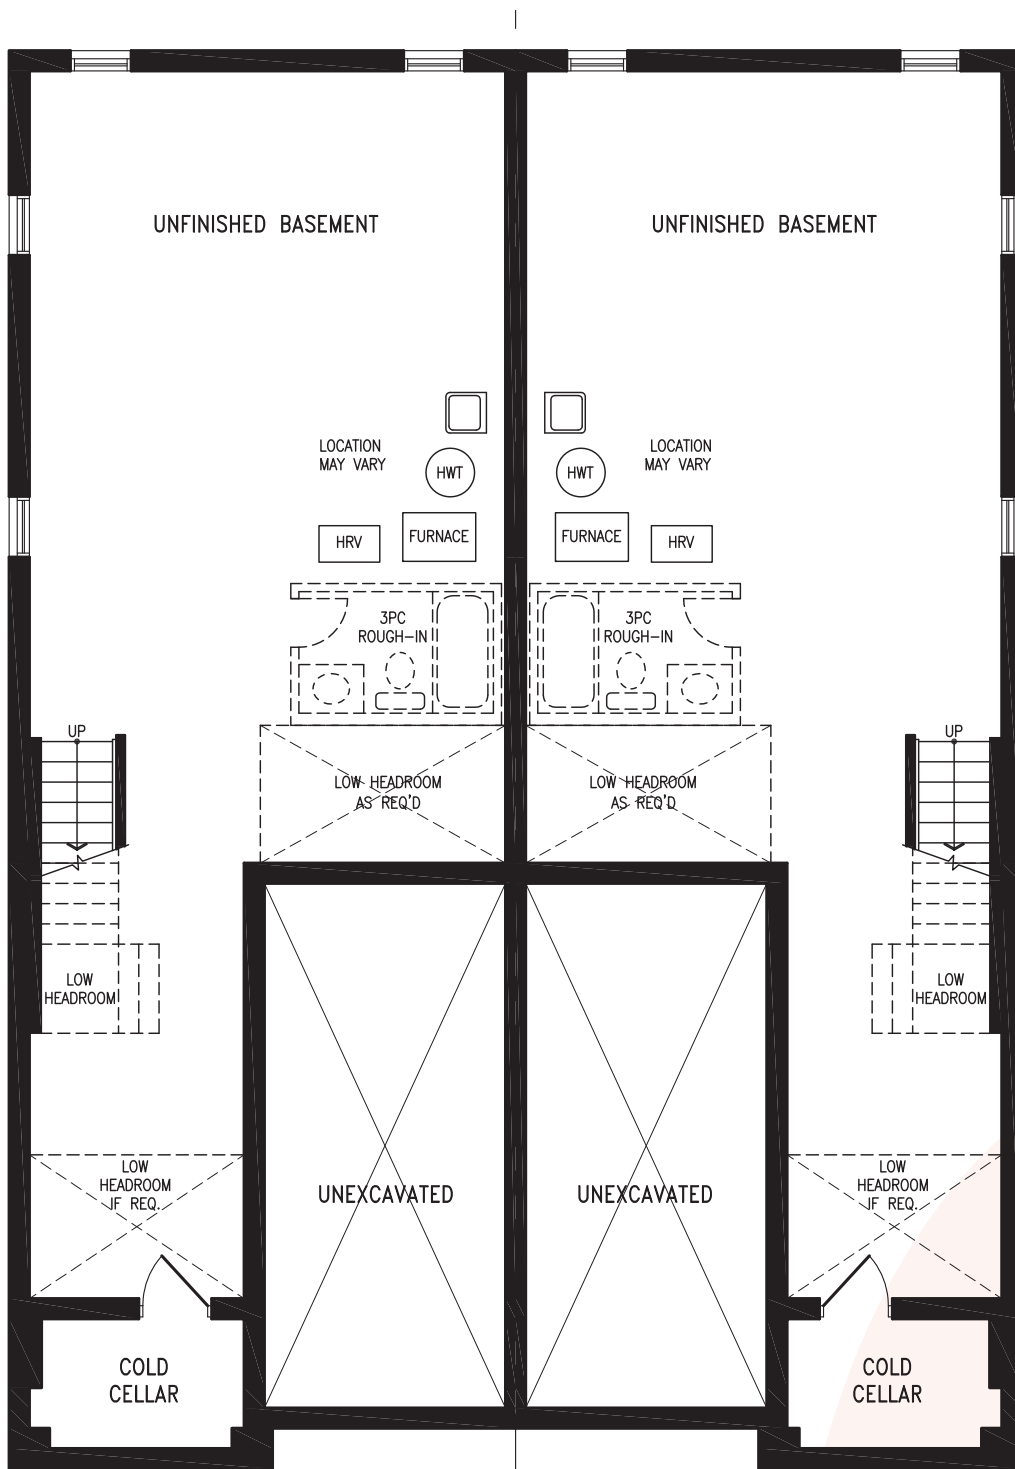 UNFINISHED BASEMENT
UNFINISHED BASEMENT
LOCATION
MAY VARY
HWT
HWT
LOCATION
MAY VARY
HRV
FURNACE
FURNACE
HRV
3PC
ROUGH-IN
3PC
ROUGH-IN
UP
UP
LOW HEADROOM
AS REQ'D
LOW HEADROOM
AS REQ'D
LOW
HEADROOM
LOW
HEADROOM
LOW
HEADROOM
IF REQ.
UNEXCAVATED
UNEXCAVATED
LOW
HEADROOM
IF REQ.
COLD
CELLAR
COLD
CELLAR